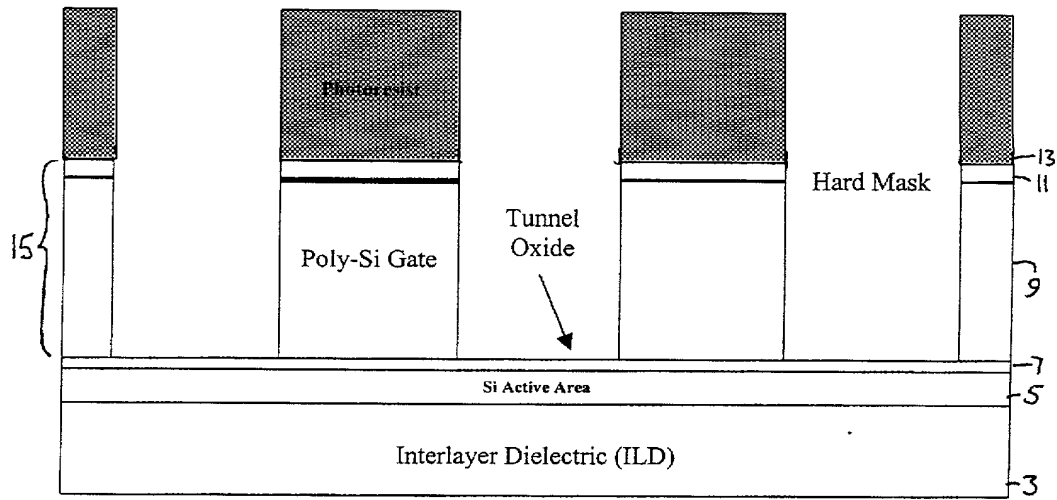 Photoresist
13
11
Hard Mask
Tunnel
Oxide
15
Poly-Si Gate
9
7
Si Active Area
5
Interlayer Dielectric (ILD)
3